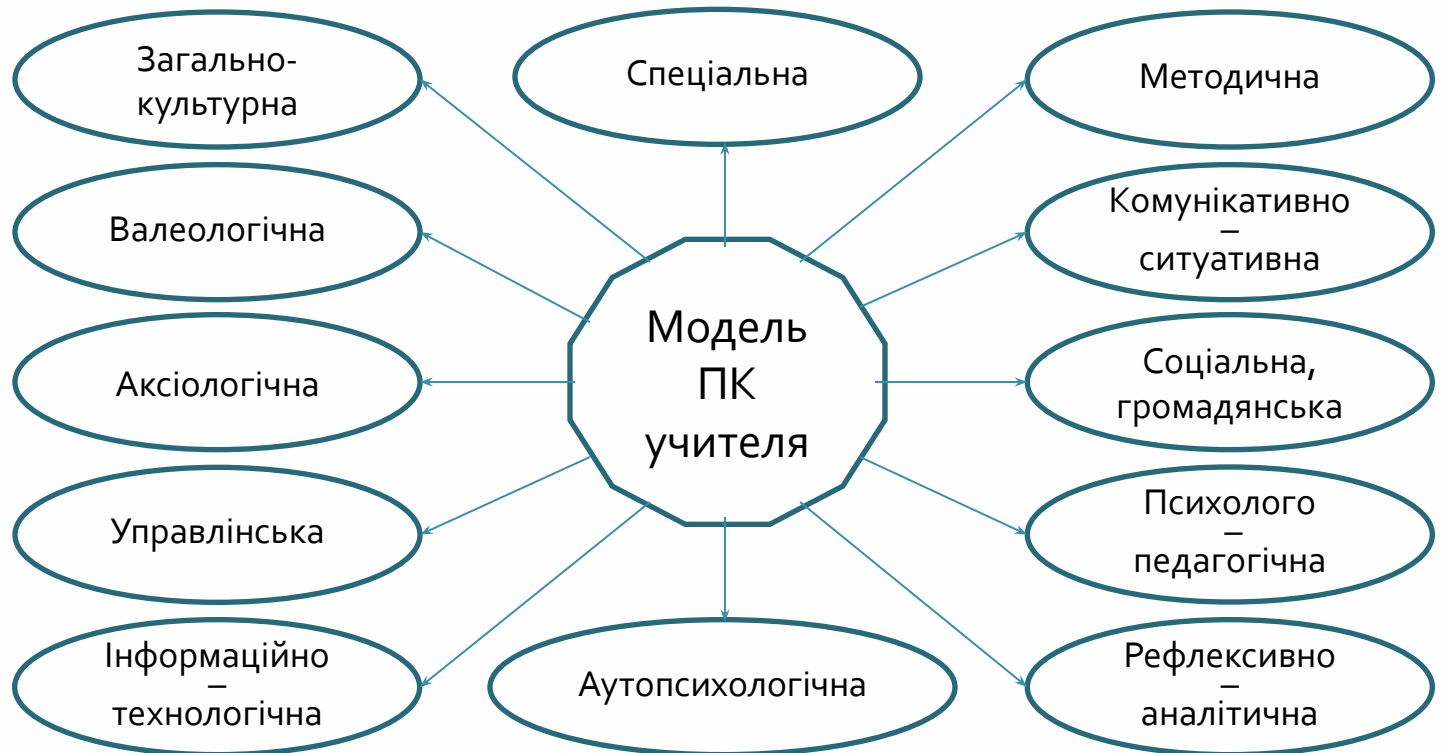 Загально-
культурна
Спеціальна
Методична
Валеологічна
Комунікативно
–
ситуативна
Модель
ПК
учителя
Аксіологічна
Соціальна,
громадянська
Управлінська
Психолого
–
педагогічна
Інформаційно
–
технологічна
Аутопсихологічна
Рефлексивно
–
аналітична